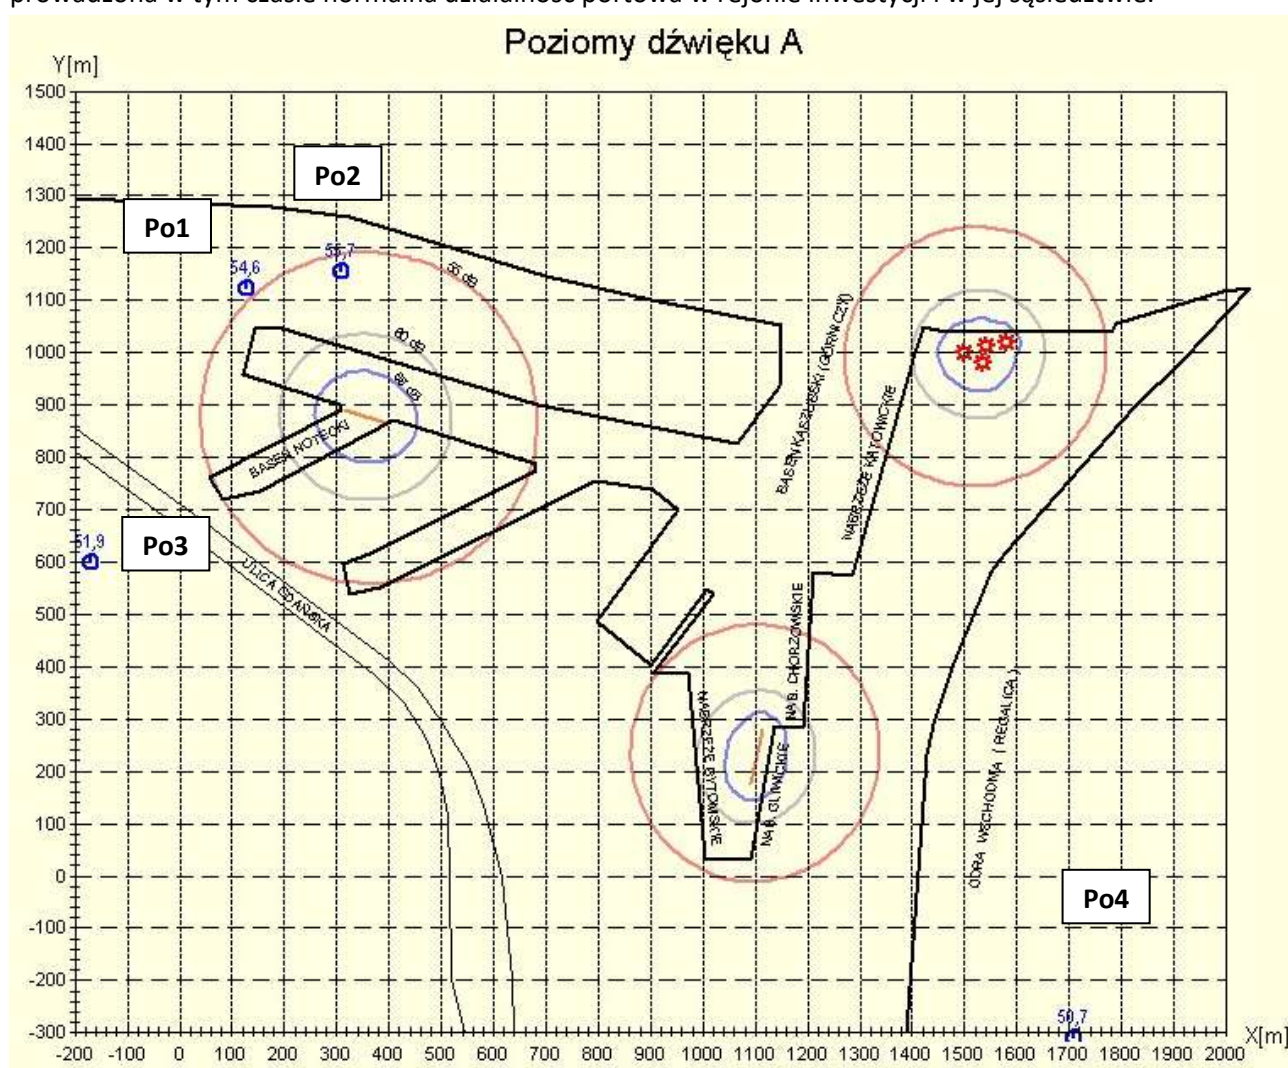 prowadzona w tym czasie normalna działalność portowa w rejonie inwestycji i w jej sąsiedztwie.
Poziomy dźwięku A
Y[m]
1500
1400
1300
1200
1100
1000
900
800
700
600
500
400
300
200
100
0
-100
-200
-300
Po2
Po1
55,7
54,6
55 dB
60 dB
65 dB
BASEN NOTECKI
BASEN KASZUBSKI (GÓRNICZY)
NABRZEŻE KATOWICKIE
51,9
Po3
ULICA GDAŃSKA
NAB. CHORZOWSKIE
NABRZEŻE BYTOMSKIE
NAB. GLIWICKIE
ODRA WSCHODNIA ( REGALICA )
Po4
50,7
X[m]
-200 -100 0 100 200 300 400 500 600 700 800 900 1000 1100 1200 1300 1400 1500 1600 1700 1800 1900 2000